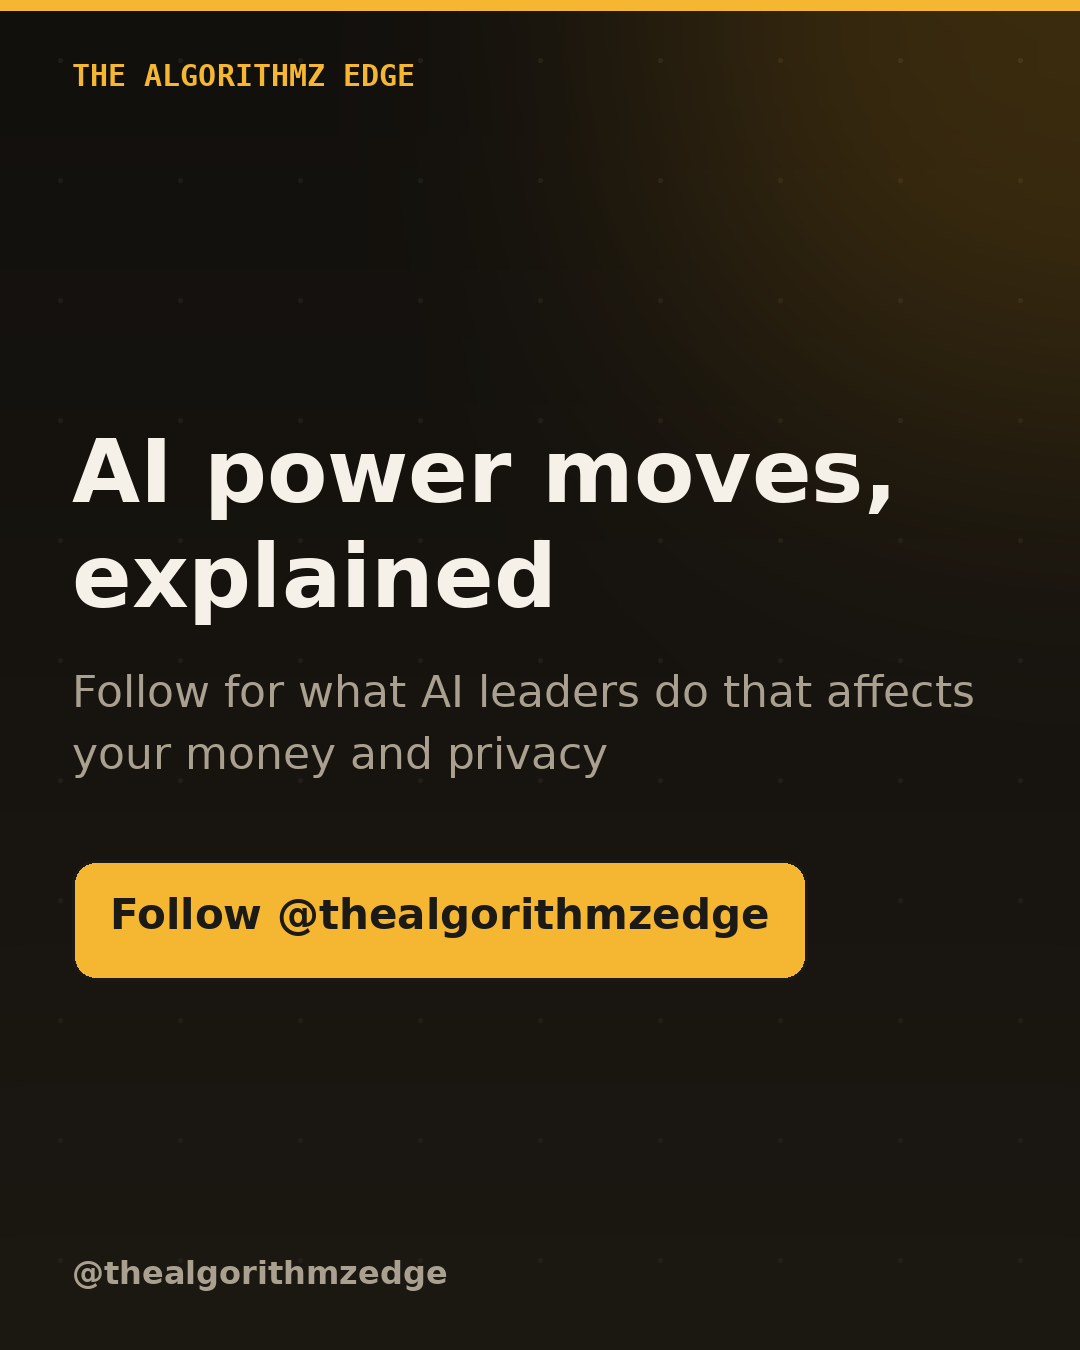 THE ALGORITHMZ EDGE
AI power moves,
explained
Follow for what AI leaders do that affects
your money and privacy
Follow @thealgorithmzedge
@thealgorithmzedge